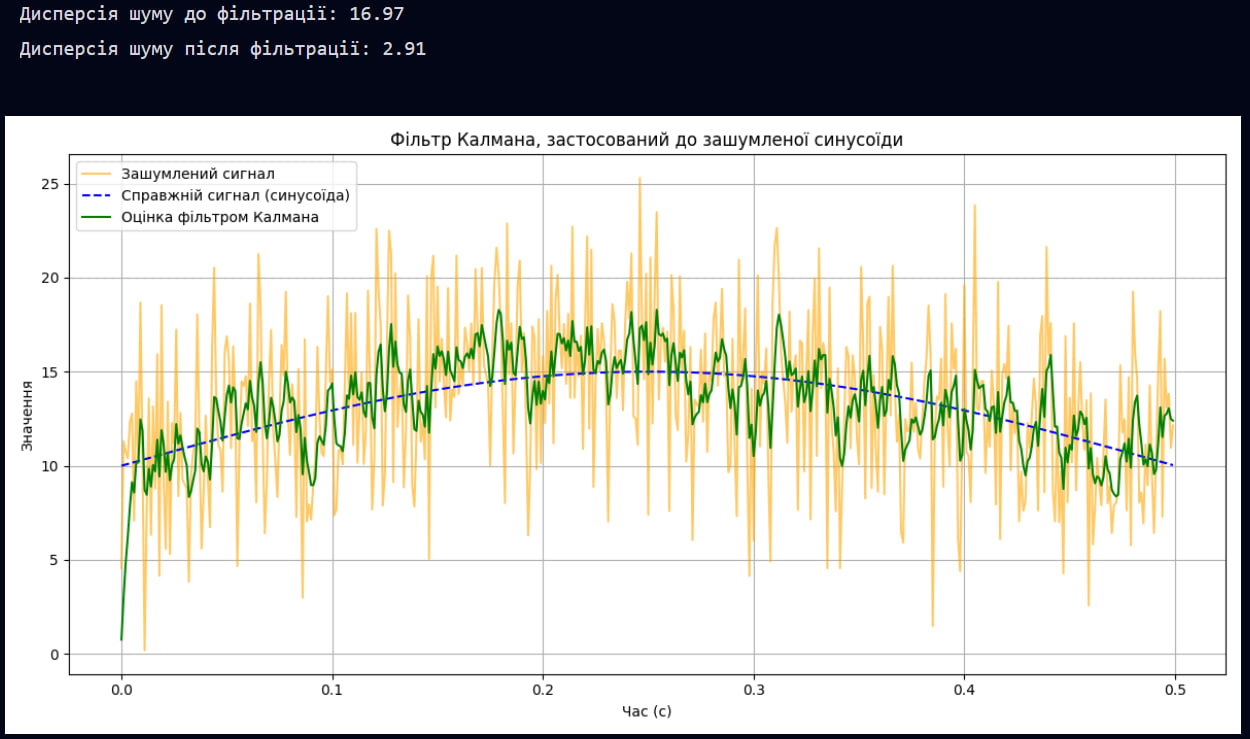 Дисперсія шуму до фільтрації: 16.97
Дисперсія шуму після фільтрації: 2.91
Фільтр Калмана, застосований до зашумленої синусоїди
Зашумлений сигнал
Справжній сигнал (синусоїда)
Оцінка фільтром Калмана
25
20
15
10
5
0
Значення
0.0 0.1 0.2 0.3 0.4 0.5
Час (с)